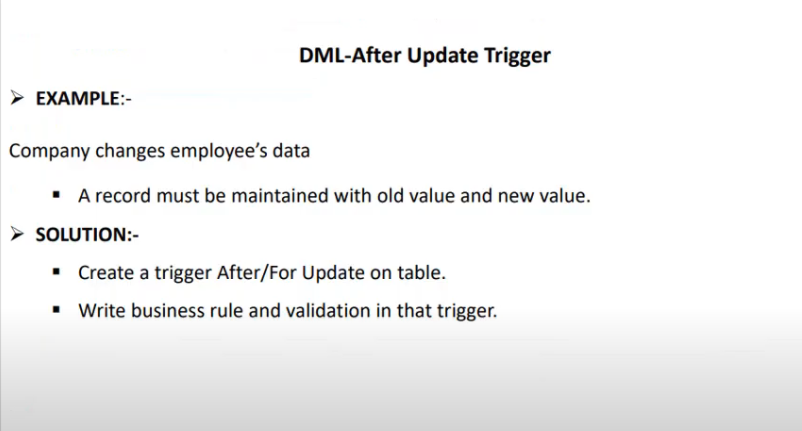 DML-After Update Trigger
➢ EXAMPLE:-
Company changes employee’s data
▪ A record must be maintained with old value and new value.
➢ SOLUTION:-
▪ Create a trigger After/For Update on table.
▪ Write business rule and validation in that trigger.